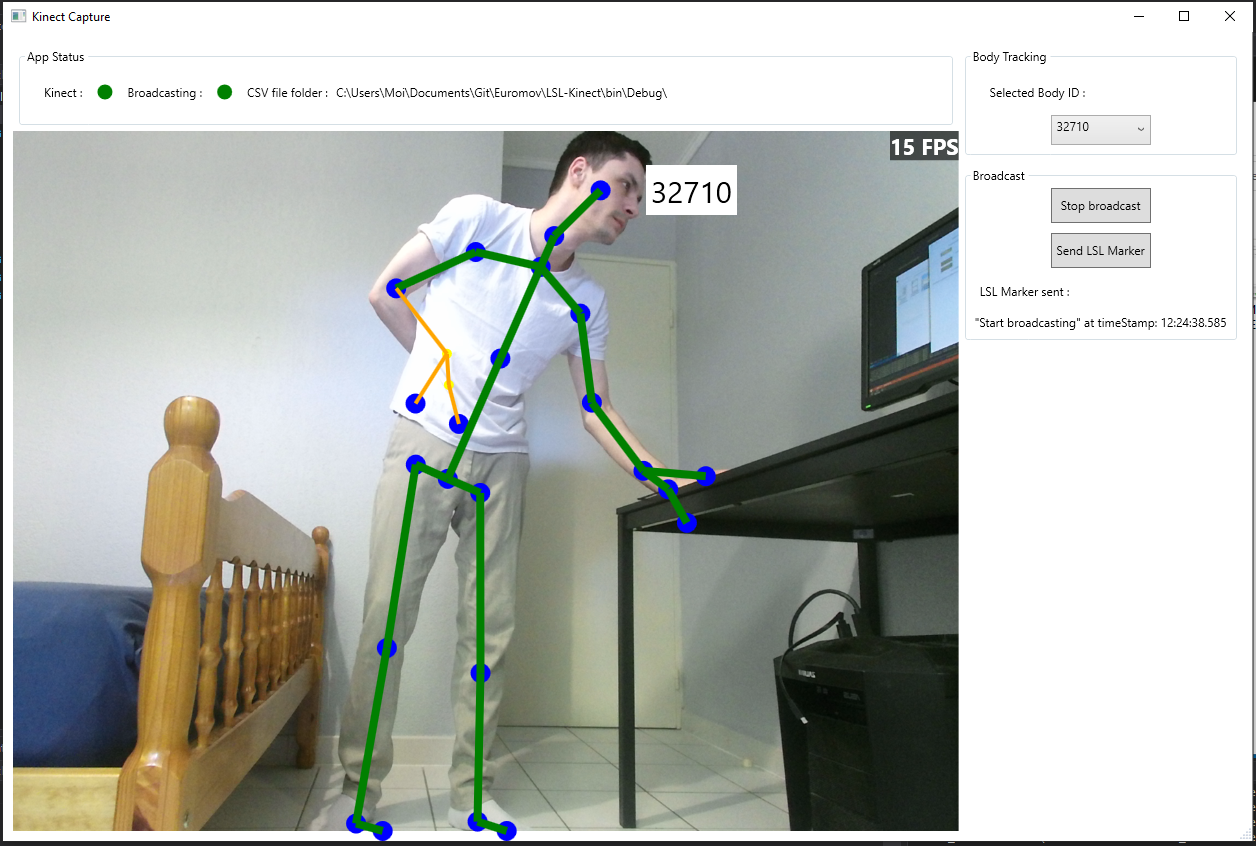 Kinect Capture
App Status
Kinect :
Broadcasting :
CSV file folder : C:\Users\Moi\Documents\Git\Euromov\LSL-Kinect\bin\Debug\
15 FPS
32710
Body Tracking
Selected Body ID :
32710
Broadcast
Stop broadcast
Send LSL Marker
LSL Marker sent :
"Start broadcasting" at timeStamp: 12:24:38.585